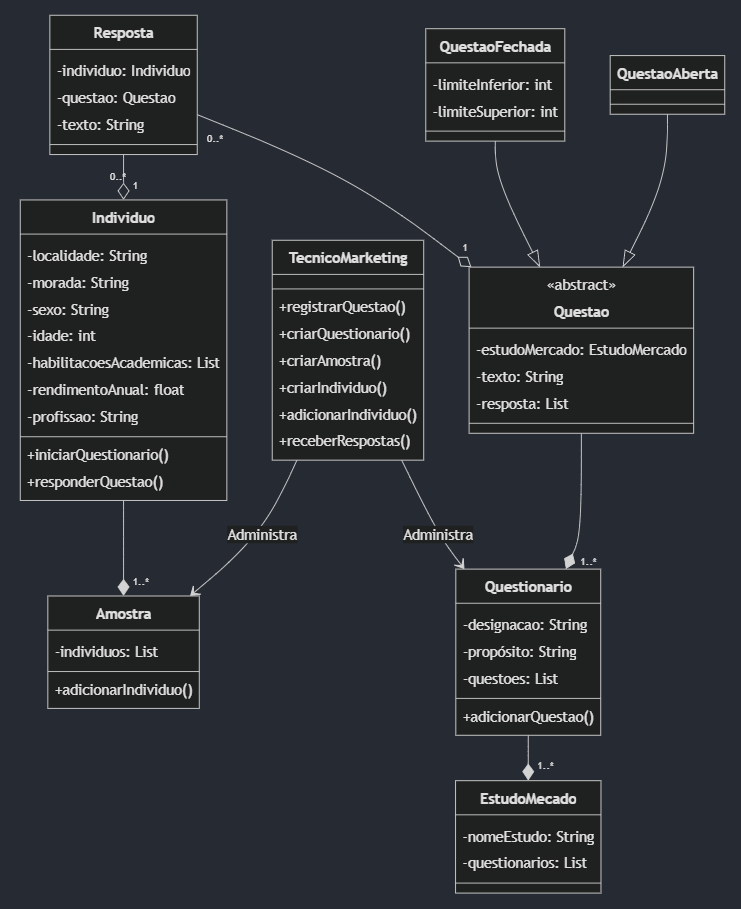 Resposta
-individuo: Individuo
-questao: Questao
-texto: String
QuestaoFechada
-limiteInferior: int
-limiteSuperior: int
QuestaoAberta
0..*
0..*
1
1
Individuo
-localidade: String
-morada: String
-sexo: String
-idade: int
-habilitacoesAcademicas: List
-rendimentoAnual: float
-profissao: String
+iniciarQuestionario()
+responderQuestao()
TecnicoMarketing
+registrarQuestao()
+criarQuestionario()
+criarAmostra()
+criarIndividuo()
+adicionarIndividuo()
+receberRespostas()
«abstract»
Questao
-estudoMercado: EstudoMercado
-texto: String
-resposta: List
Administra
Administra
1..*
1..*
Amostra
-individuos: List
+adicionarIndividuo()
Questionario
-designacao: String
-propósito: String
-questoes: List
+adicionarQuestao()
1..*
EstudoMecado
-nomeEstudo: String
-questionarios: List